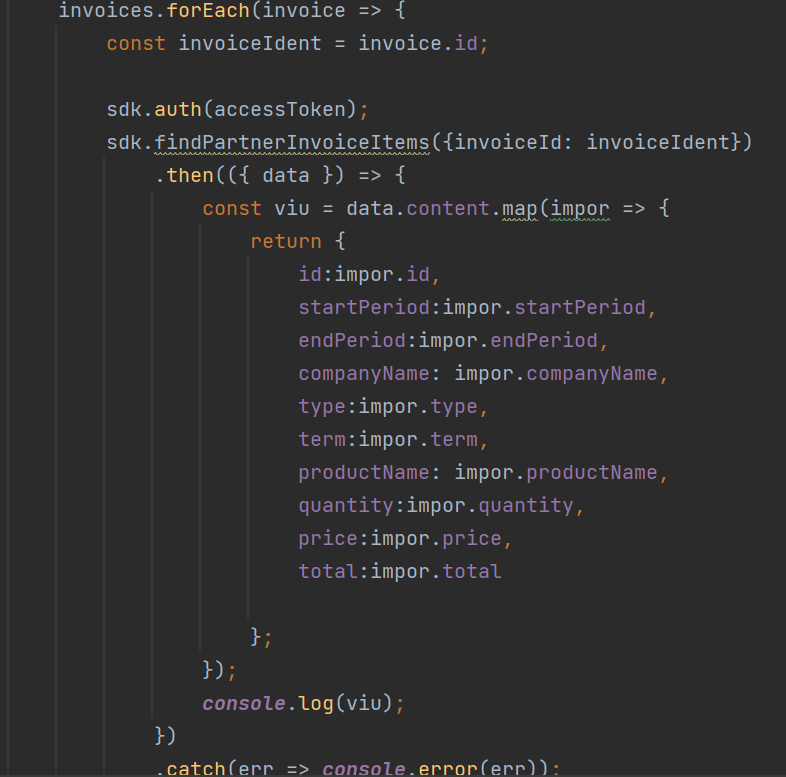 invoices.forEach(invoice => {
const invoiceIdent = invoice.id;
sdk.auth(accessToken);
sdk.findPartnerInvoiceItems({invoiceId: invoiceIdent})
.then(({ data }) => {
const viu = data.content.map(impor => {
return {
id:impor.id,
startPeriod:impor.startPeriod,
endPeriod:impor.endPeriod,
companyName: impor.companyName,
type:impor.type,
term:impor.term,
productName: impor.productName,
quantity:impor.quantity,
price:impor.price,
total:impor.total
};
});
console.log(viu);
})
.catch(err => console.error(err));